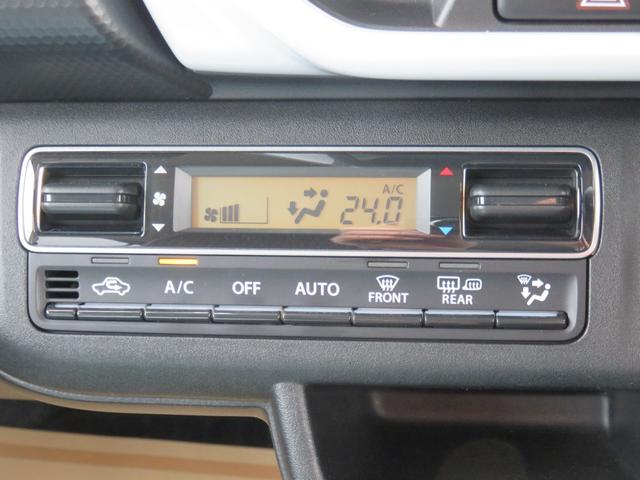 A/C
24.0
A/C OFF AUTO FRONT REAR